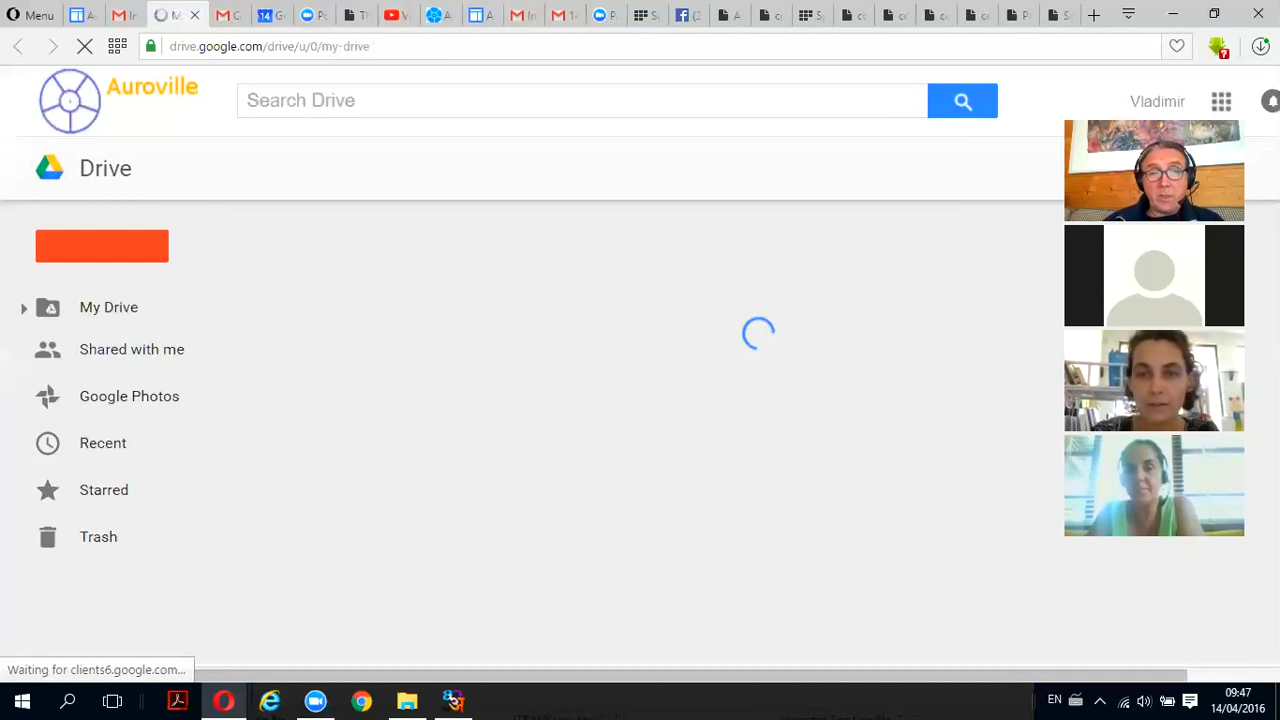 Menu
drive.google.com/drive/u/0/my-drive
Auroville
Search Drive
Vladimir
Drive
My Drive
Shared with me
Google Photos
Recent
Starred
Trash
Waiting for clients6.google.com...
EN
09:47
14/04/2016